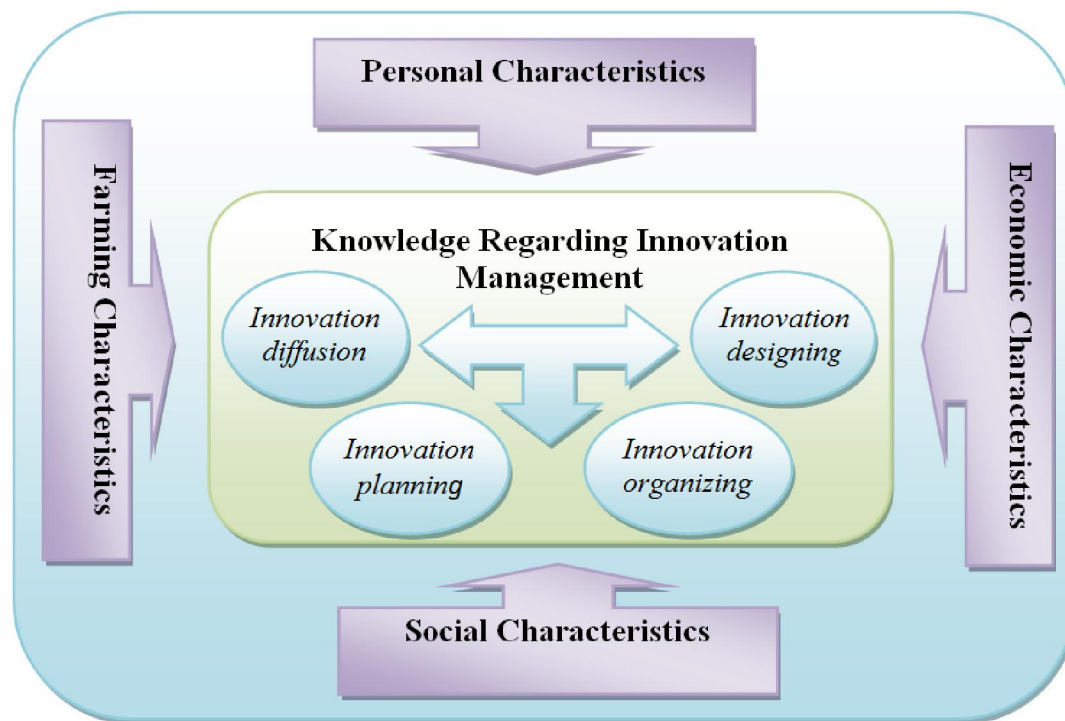 Personal Characteristics
Farming Characteristics
Economic Characteristics
Knowledge Regarding Innovation
Management
Innovation
diffusion
Innovation
designing
Innovation
planning
Innovation
organizing
Social Characteristics